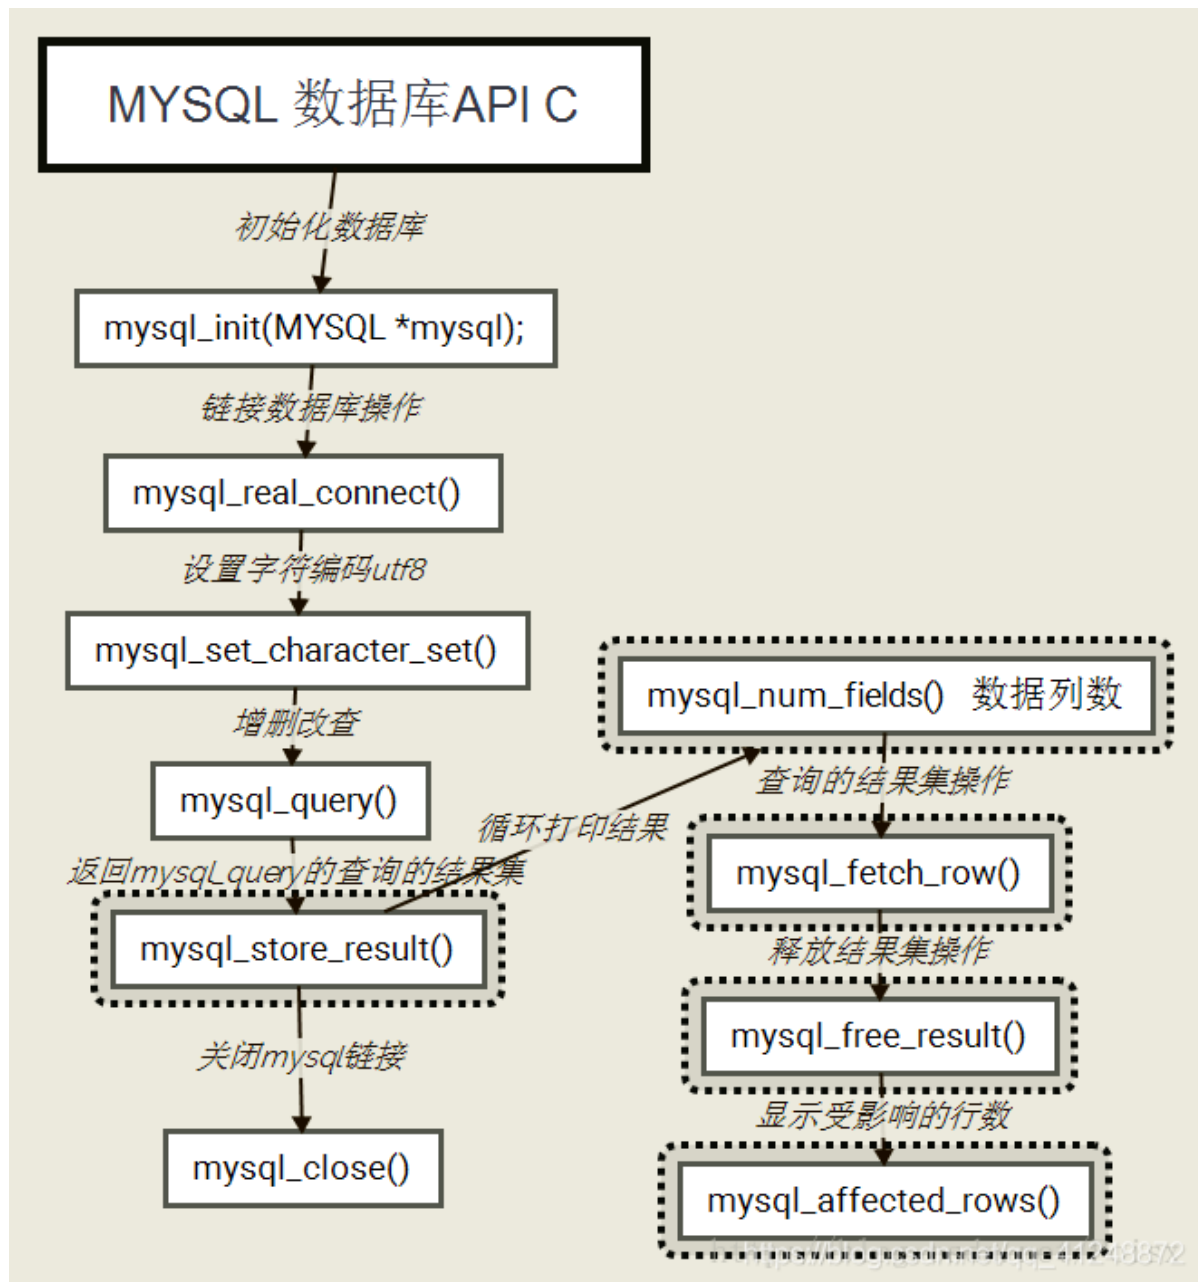 MYSQL 数据库API C
初始化数据库
mysql_init(MYSQL *mysql);
链接数据库操作
mysql_real_connect()
设置字符编码utf8
mysql_set_character_set()
增删改查
mysql_query()
返回mysql_query的查询的结果集
mysql_store_result()
关闭mysql链接
mysql_close()
循环打印结果
mysql_num_fields() 数据列数
查询的结果集操作
mysql_fetch_row()
释放结果集操作
mysql_free_result()
显示受影响的行数
mysql_affected_rows()
https://blog.csdn.net/qq_41248872